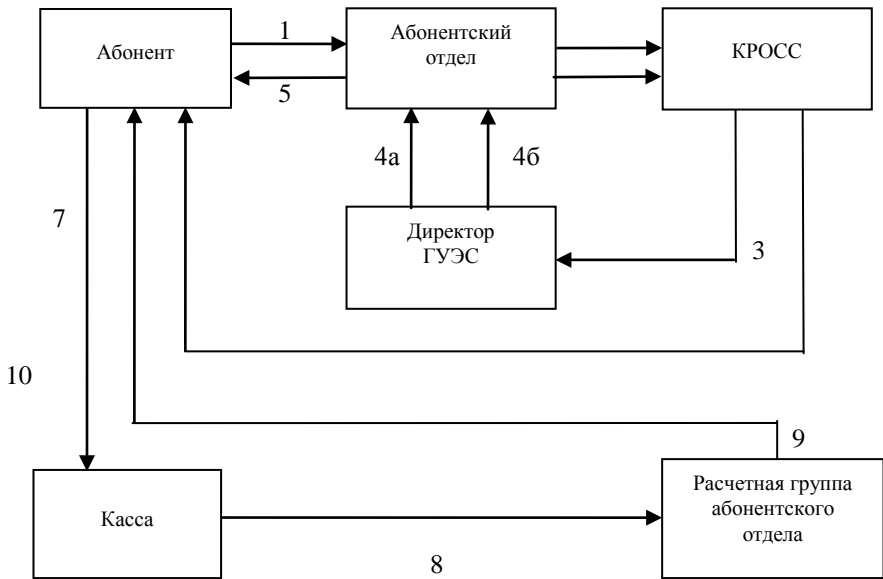 1
Абонент
Абонентский
отдел
КРОСС
5
4а
4б
7
Директор
ГУЭС
3
10
9
Касса
Расчетная группа
абонентского
отдела
8